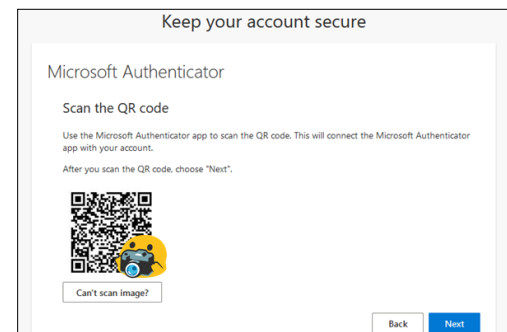 Keep your account secure
Microsoft Authenticator
Scan the QR code
Use the Microsoft Authenticator app to scan the QR code. This will connect the Microsoft Authenticator
app with your account.
After you scan the QR code, choose "Next".
Can't scan image?
Back
Next